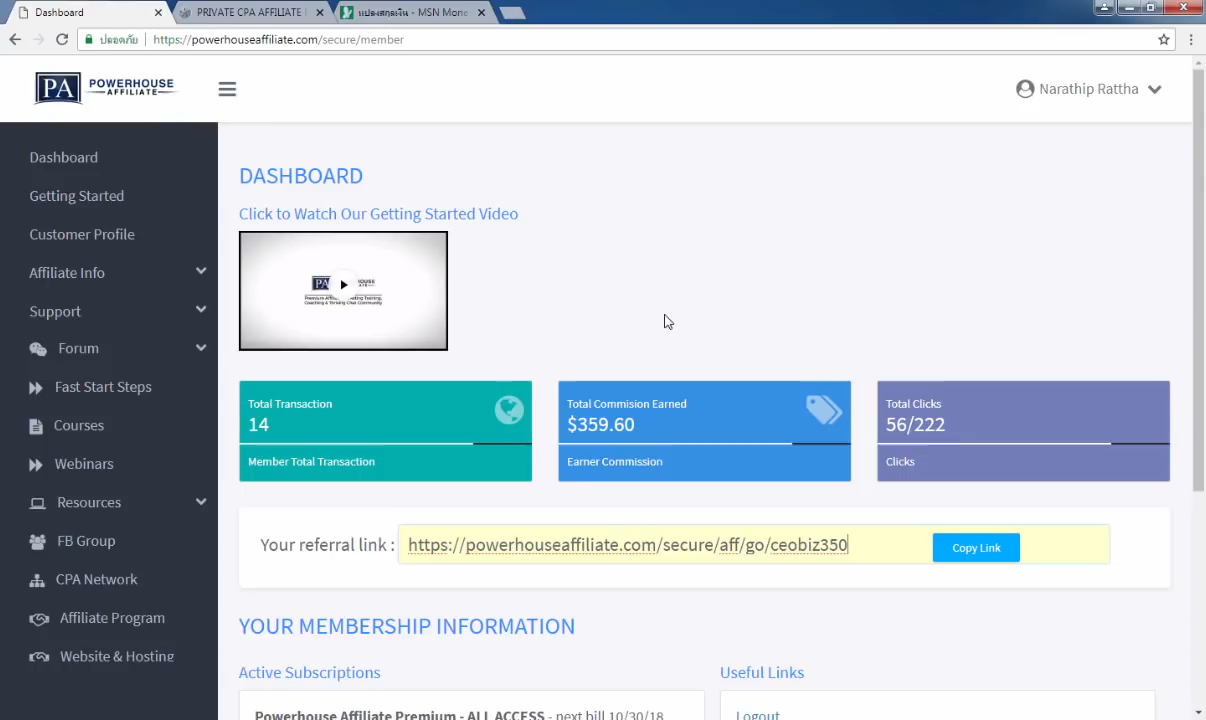 Dashboard
PRIVATE CPA AFFILIATE
แปลงสกุลเงิน - MSN Mone
ปลอดภัย
https://powerhouseaffiliate.com/secure/member
PA POWERHOUSE
AFFILIATE
Narathip Rattha
Dashboard
Getting Started
Customer Profile
Affiliate Info
Support
Forum
Fast Start Steps
Courses
Webinars
Resources
FB Group
CPA Network
Affiliate Program
Website & Hosting
DASHBOARD
Click to Watch Our Getting Started Video
PA
Total Transaction
14
Member Total Transaction
Total Commision Earned
$359.60
Earner Commission
Total Clicks
56/222
Clicks
Your referral link :
https://powerhouseaffiliate.com/secure/aff/go/ceobiz350
Copy Link
YOUR MEMBERSHIP INFORMATION
Active Subscriptions
Useful Links
Powerhouse Affiliate Premium - ALL ACCESS - next bill 10/30/18
Logout